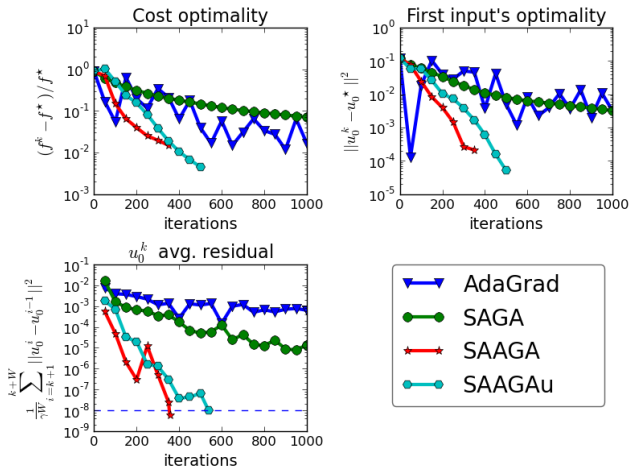 Cost optimality
First input's optimality
(f^k − f^⋆)/f^⋆
10^1
10^0
10^-1
10^-2
10^-3
0 200 400 600 800 1000
iterations
||u_0^k − u_0^⋆||^2
10^0
10^-1
10^-2
10^-3
10^-4
10^-5
0 200 400 600 800 1000
iterations
u_0^k avg. residual
1/(γW) ∑_{i=k+1}^{k+W} ||u_0^i − u_0^{i−1}||^2
10^-1
10^-2
10^-3
10^-4
10^-5
10^-6
10^-7
10^-8
10^-9
0 200 400 600 800 1000
iterations
AdaGrad
SAGA
SAAGA
SAAGAu